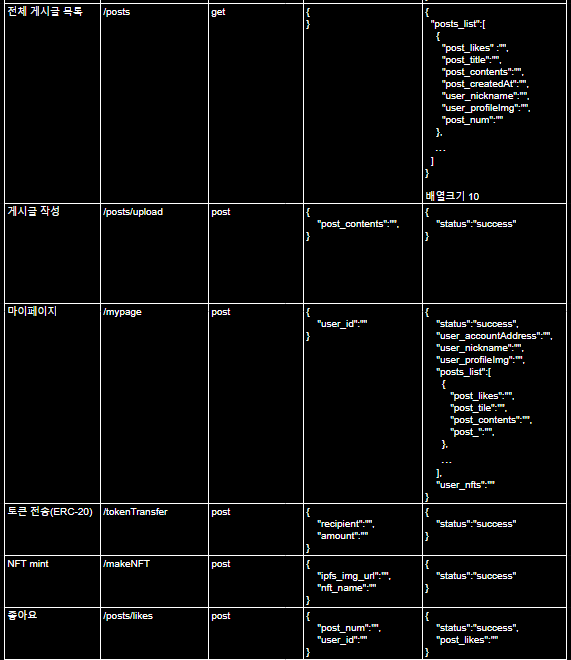 전체 게시글 목록 /posts get { {
} "posts_list":[
{
"post_likes" :"",
"post_title":"",
"post_contents":"",
"post_createdAt":"",
"user_nickname":"",
"user_profileImg":"",
"post_num":""
},
...
]
}
배열크기 10
게시글 작성 /posts/upload post { {
"post_contents":"", "status":"success"
} }
마이페이지 /mypage post { {
"user_id":"" "status":"success",
} "user_accountAddress":"",
"user_nickname":"",
"user_profileImg":"",
"posts_list":[
{
"post_likes":"",
"post_tile":"",
"post_contents":"",
"post_":"",
},
...
],
"user_nfts":""
}
토큰 전송(ERC-20) /tokenTransfer post { {
"recipient":"", "status":"success"
"amount":"" }
}
NFT mint /makeNFT post { {
"ipfs_img_url":"", "status":"success"
"nft_name":"" }
}
좋아요 /posts/likes post { {
"post_num":"", "status":"success",
"user_id":"" "post_likes":""
} }